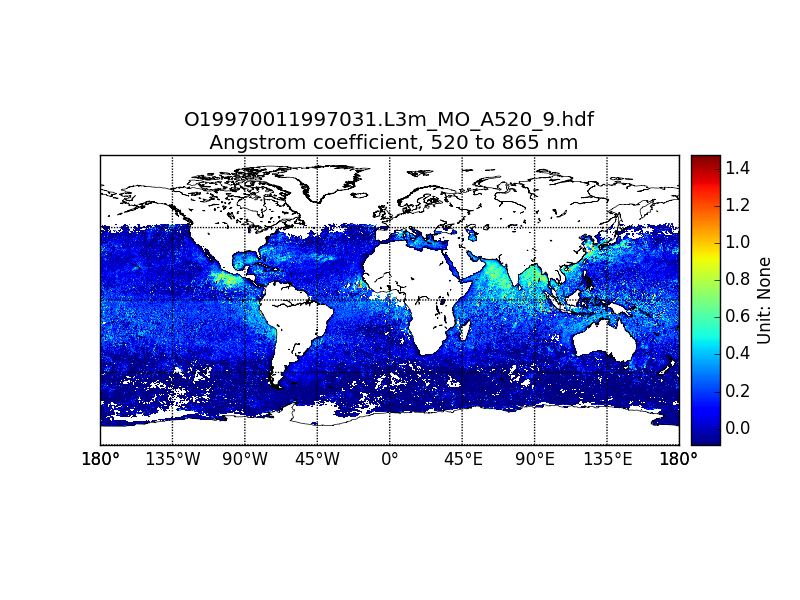 O19970011997031.L3m_MO_A520_9.hdf
Angstrom coefficient, 520 to 865 nm
1.4
1.2
1.0
0.8
0.6
0.4
0.2
0.0
Unit: None
180° 135°W 90°W 45°W 0° 45°E 90°E 135°E 180°